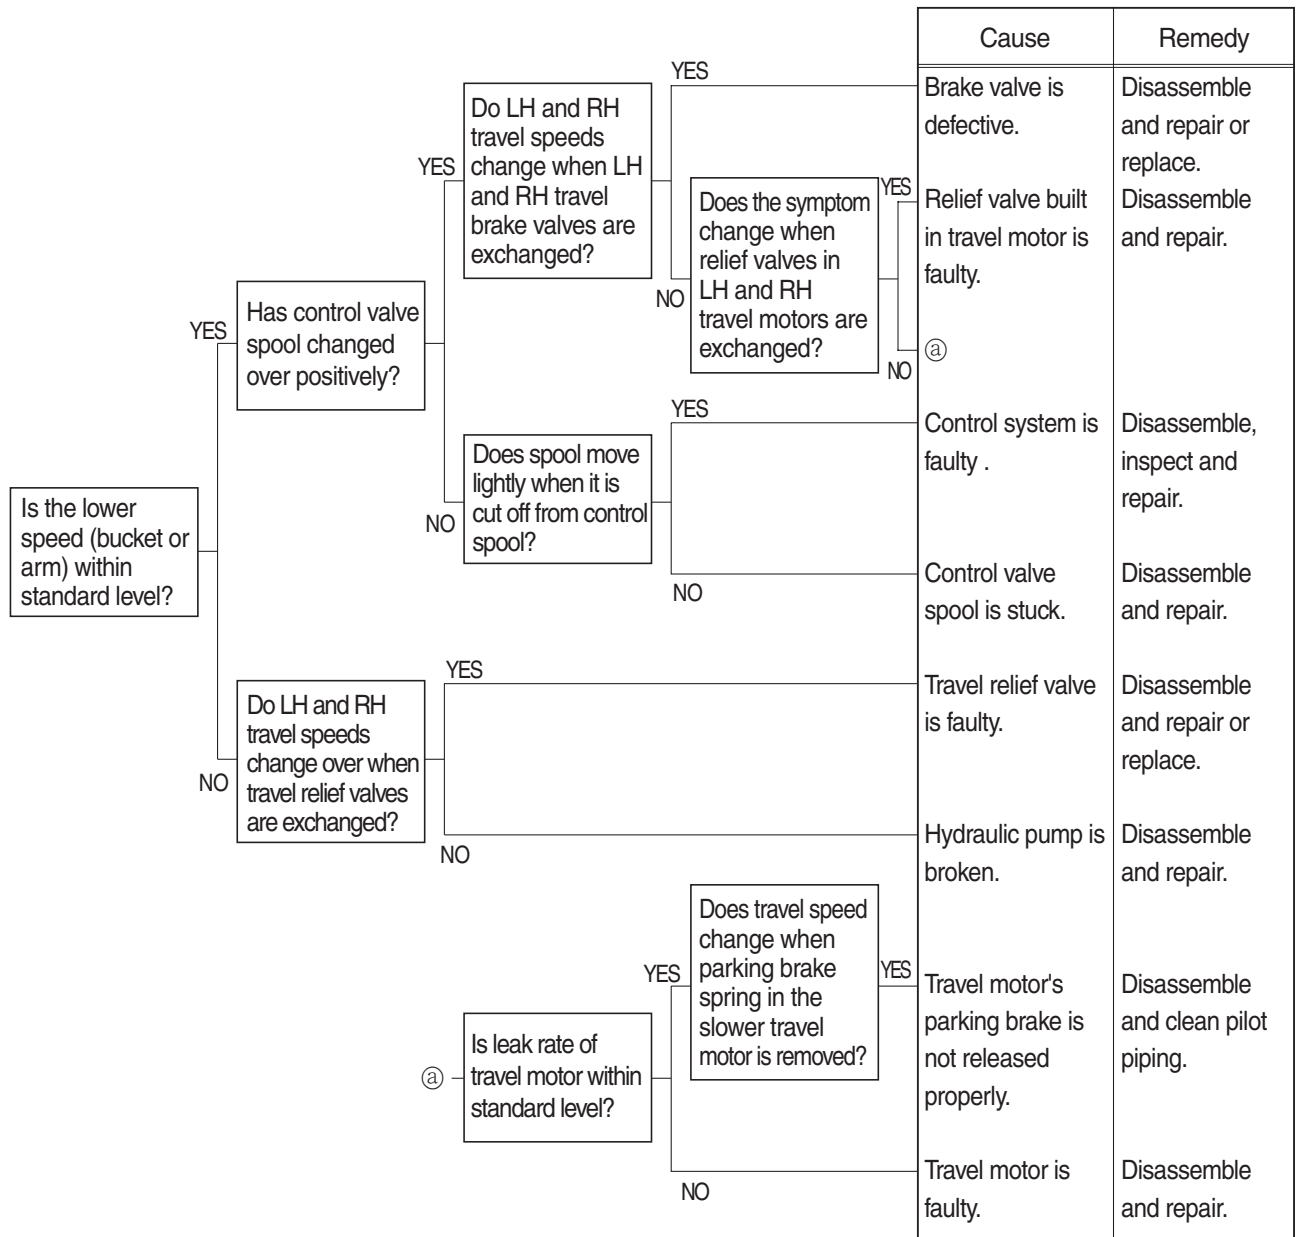 Cause
Remedy
YES
Brake valve is
defective.
Disassemble
and repair or
replace.
Do LH and RH
travel speeds
change when LH
and RH travel
brake valves are
exchanged?
YES
NO
Does the symptom
change when
relief valves in
LH and RH
travel motors are
exchanged?
YES
Relief valve built
in travel motor is
faulty.
Disassemble
and repair.
NO
ⓐ
YES
Has control valve
spool changed
over positively?
NO
Does spool move
lightly when it is
cut off from control
spool?
YES
Control system is
faulty .
Disassemble,
inspect and
repair.
NO
Control valve
spool is stuck.
Disassemble
and repair.
Is the lower
speed (bucket or
arm) within
standard level?
NO
Do LH and RH
travel speeds
change over when
travel relief valves
are exchanged?
YES
Travel relief valve
is faulty.
Disassemble
and repair or
replace.
NO
Hydraulic pump is
broken.
Disassemble
and repair.
ⓐ
Is leak rate of
travel motor within
standard level?
YES
Does travel speed
change when
parking brake
spring in the
slower travel
motor is removed?
YES
Travel motor's
parking brake is
not released
properly.
Disassemble
and clean pilot
piping.
NO
Travel motor is
faulty.
Disassemble
and repair.